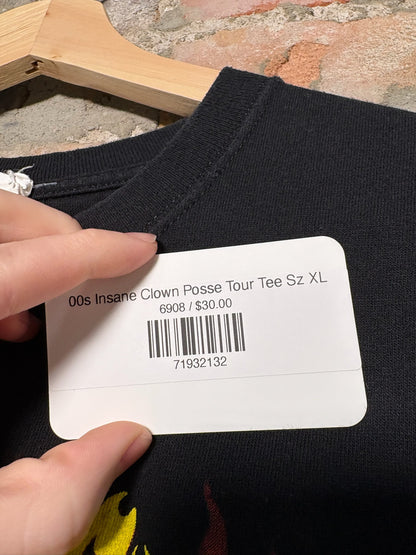 00s Insane Clown Posse Tour Tee Sz XL
6908 / $30.00
71932132